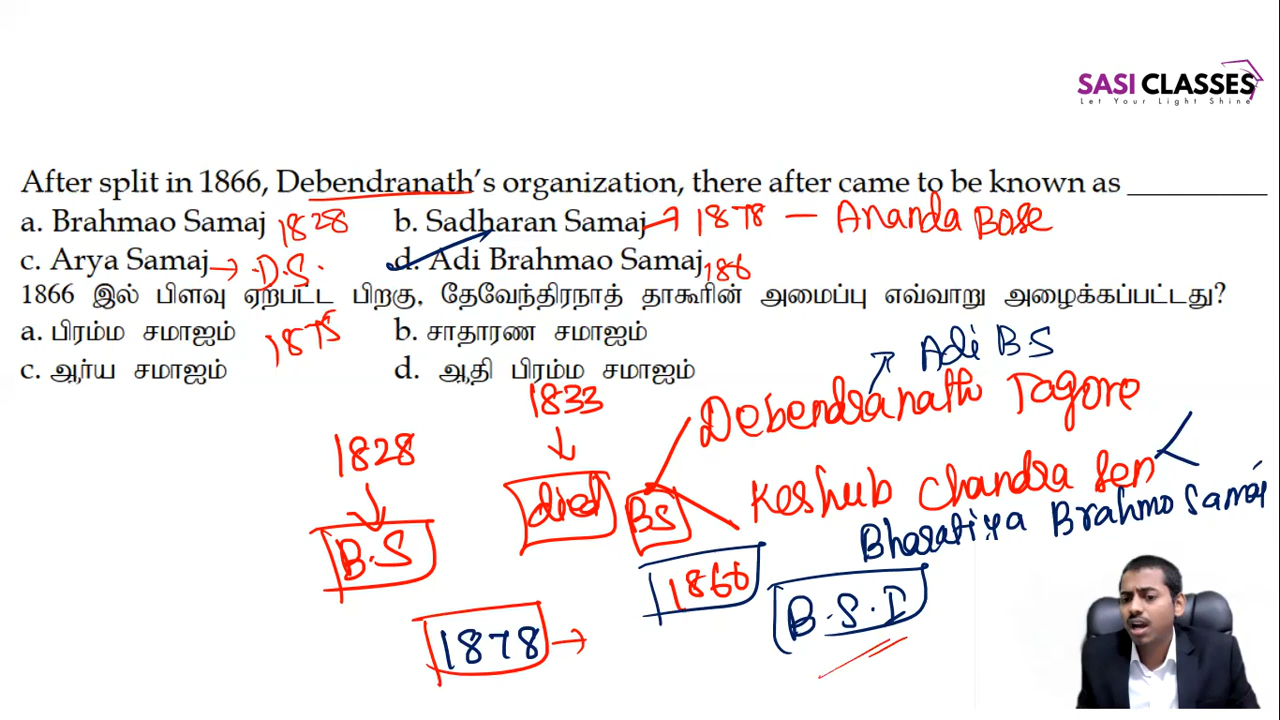 SASI CLASSES
Let Your Light Shine
After split in 1866, Debendranath's organization, there after came to be known as __________
a. Brahmao Samaj 1828 b. Sadharan Samaj → 1878 — Ananda Bose
c. Arya Samaj → D.S. d. Adi Brahmao Samaj 186
1866 இல் பிளவு ஏற்பட்ட பிறகு, தேவேந்திரநாத் தாகூரின் அமைப்பு எவ்வாறு அழைக்கப்பட்டது?
a. பிரம்ம சமாஜம் 1875 b. சாதாரண சமாஜம்
Adi B.S
c. ஆர்ய சமாஜம் d. ஆதி பிரம்ம சமாஜம்
1833
Debendranath Tagore
1828
Keshub Chandra Sen
died BS
Bharatiya Brahmo Samaj
B.S
1866
B.S.I
1878 →